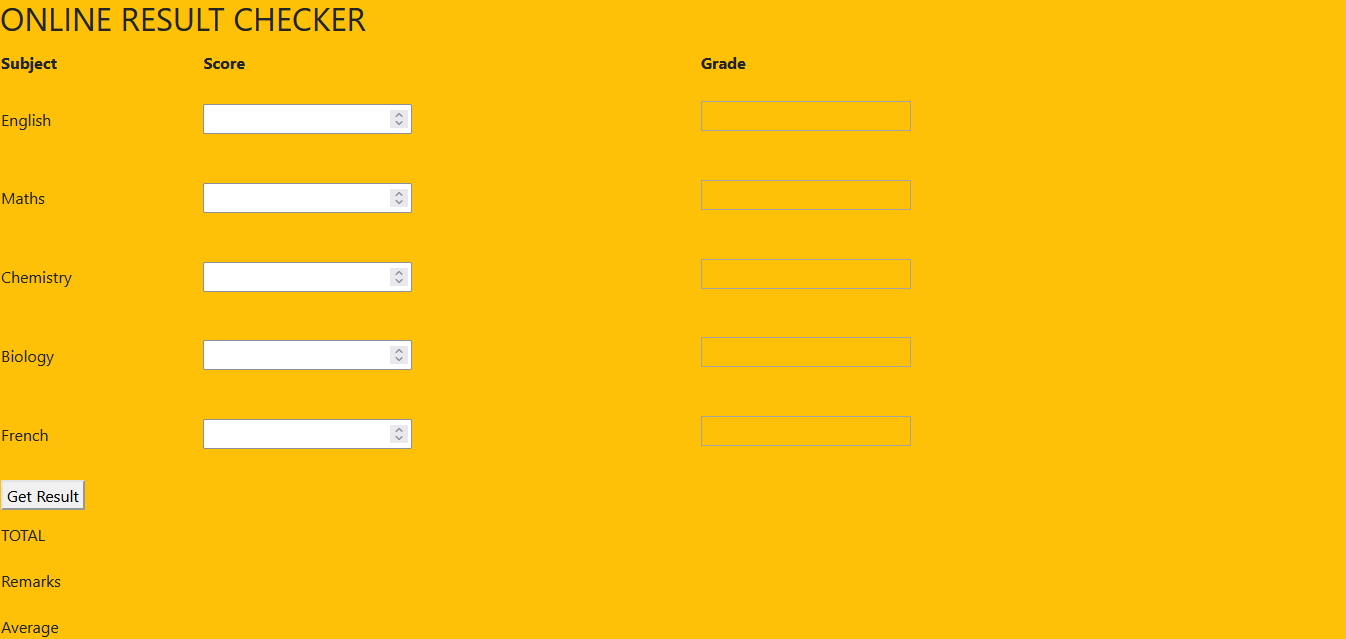 ONLINE RESULT CHECKER
Subject Score Grade
English
Maths
Chemistry
Biology
French
Get Result
TOTAL
Remarks
Average